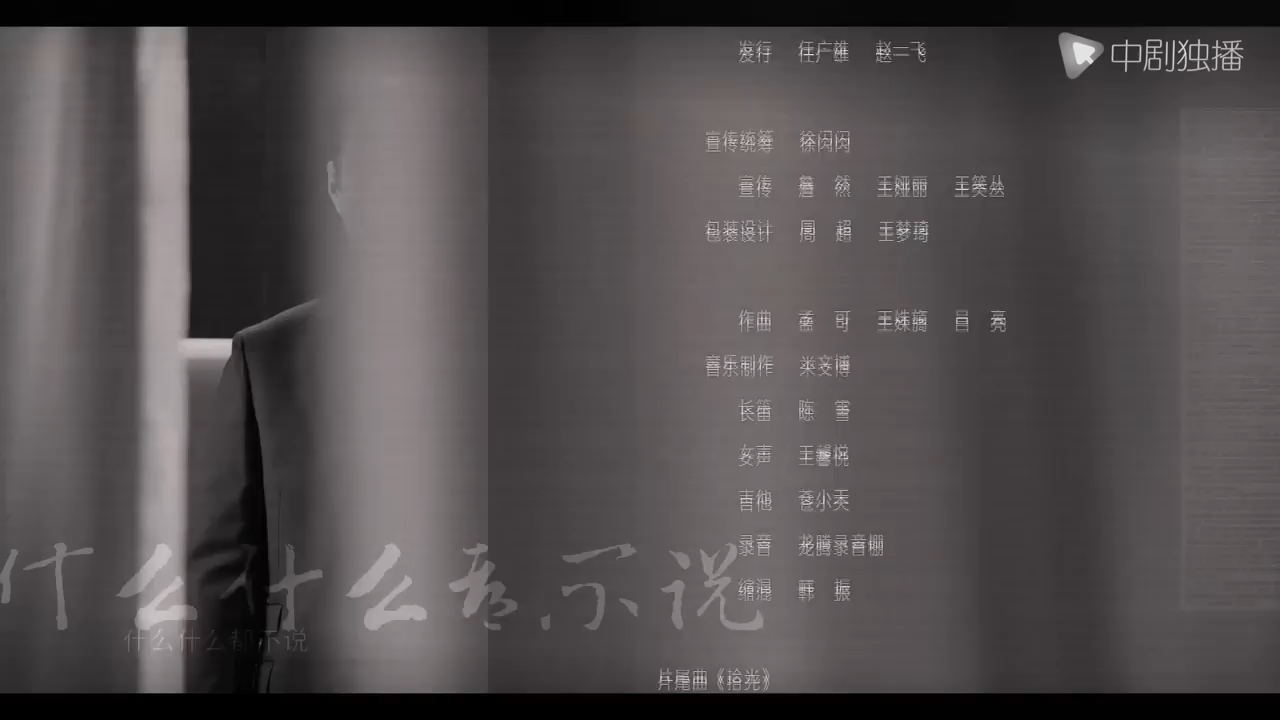 中剧独播
发行 任广雄 赵一飞
宣传统筹 徐闪闪
宣传 詹 然 王娅丽 王笑丛
包装设计 周 超 王梦琦
作曲 孟 可 王姝腾 吕 亮
音乐制作 米文博
长笛 陈 雪
女声 王馨悦
吉他 苍小天
录音 龙腾录音棚
缩混 韩 振
什么什么都不说
什么什么都不说
片尾曲《拾光》